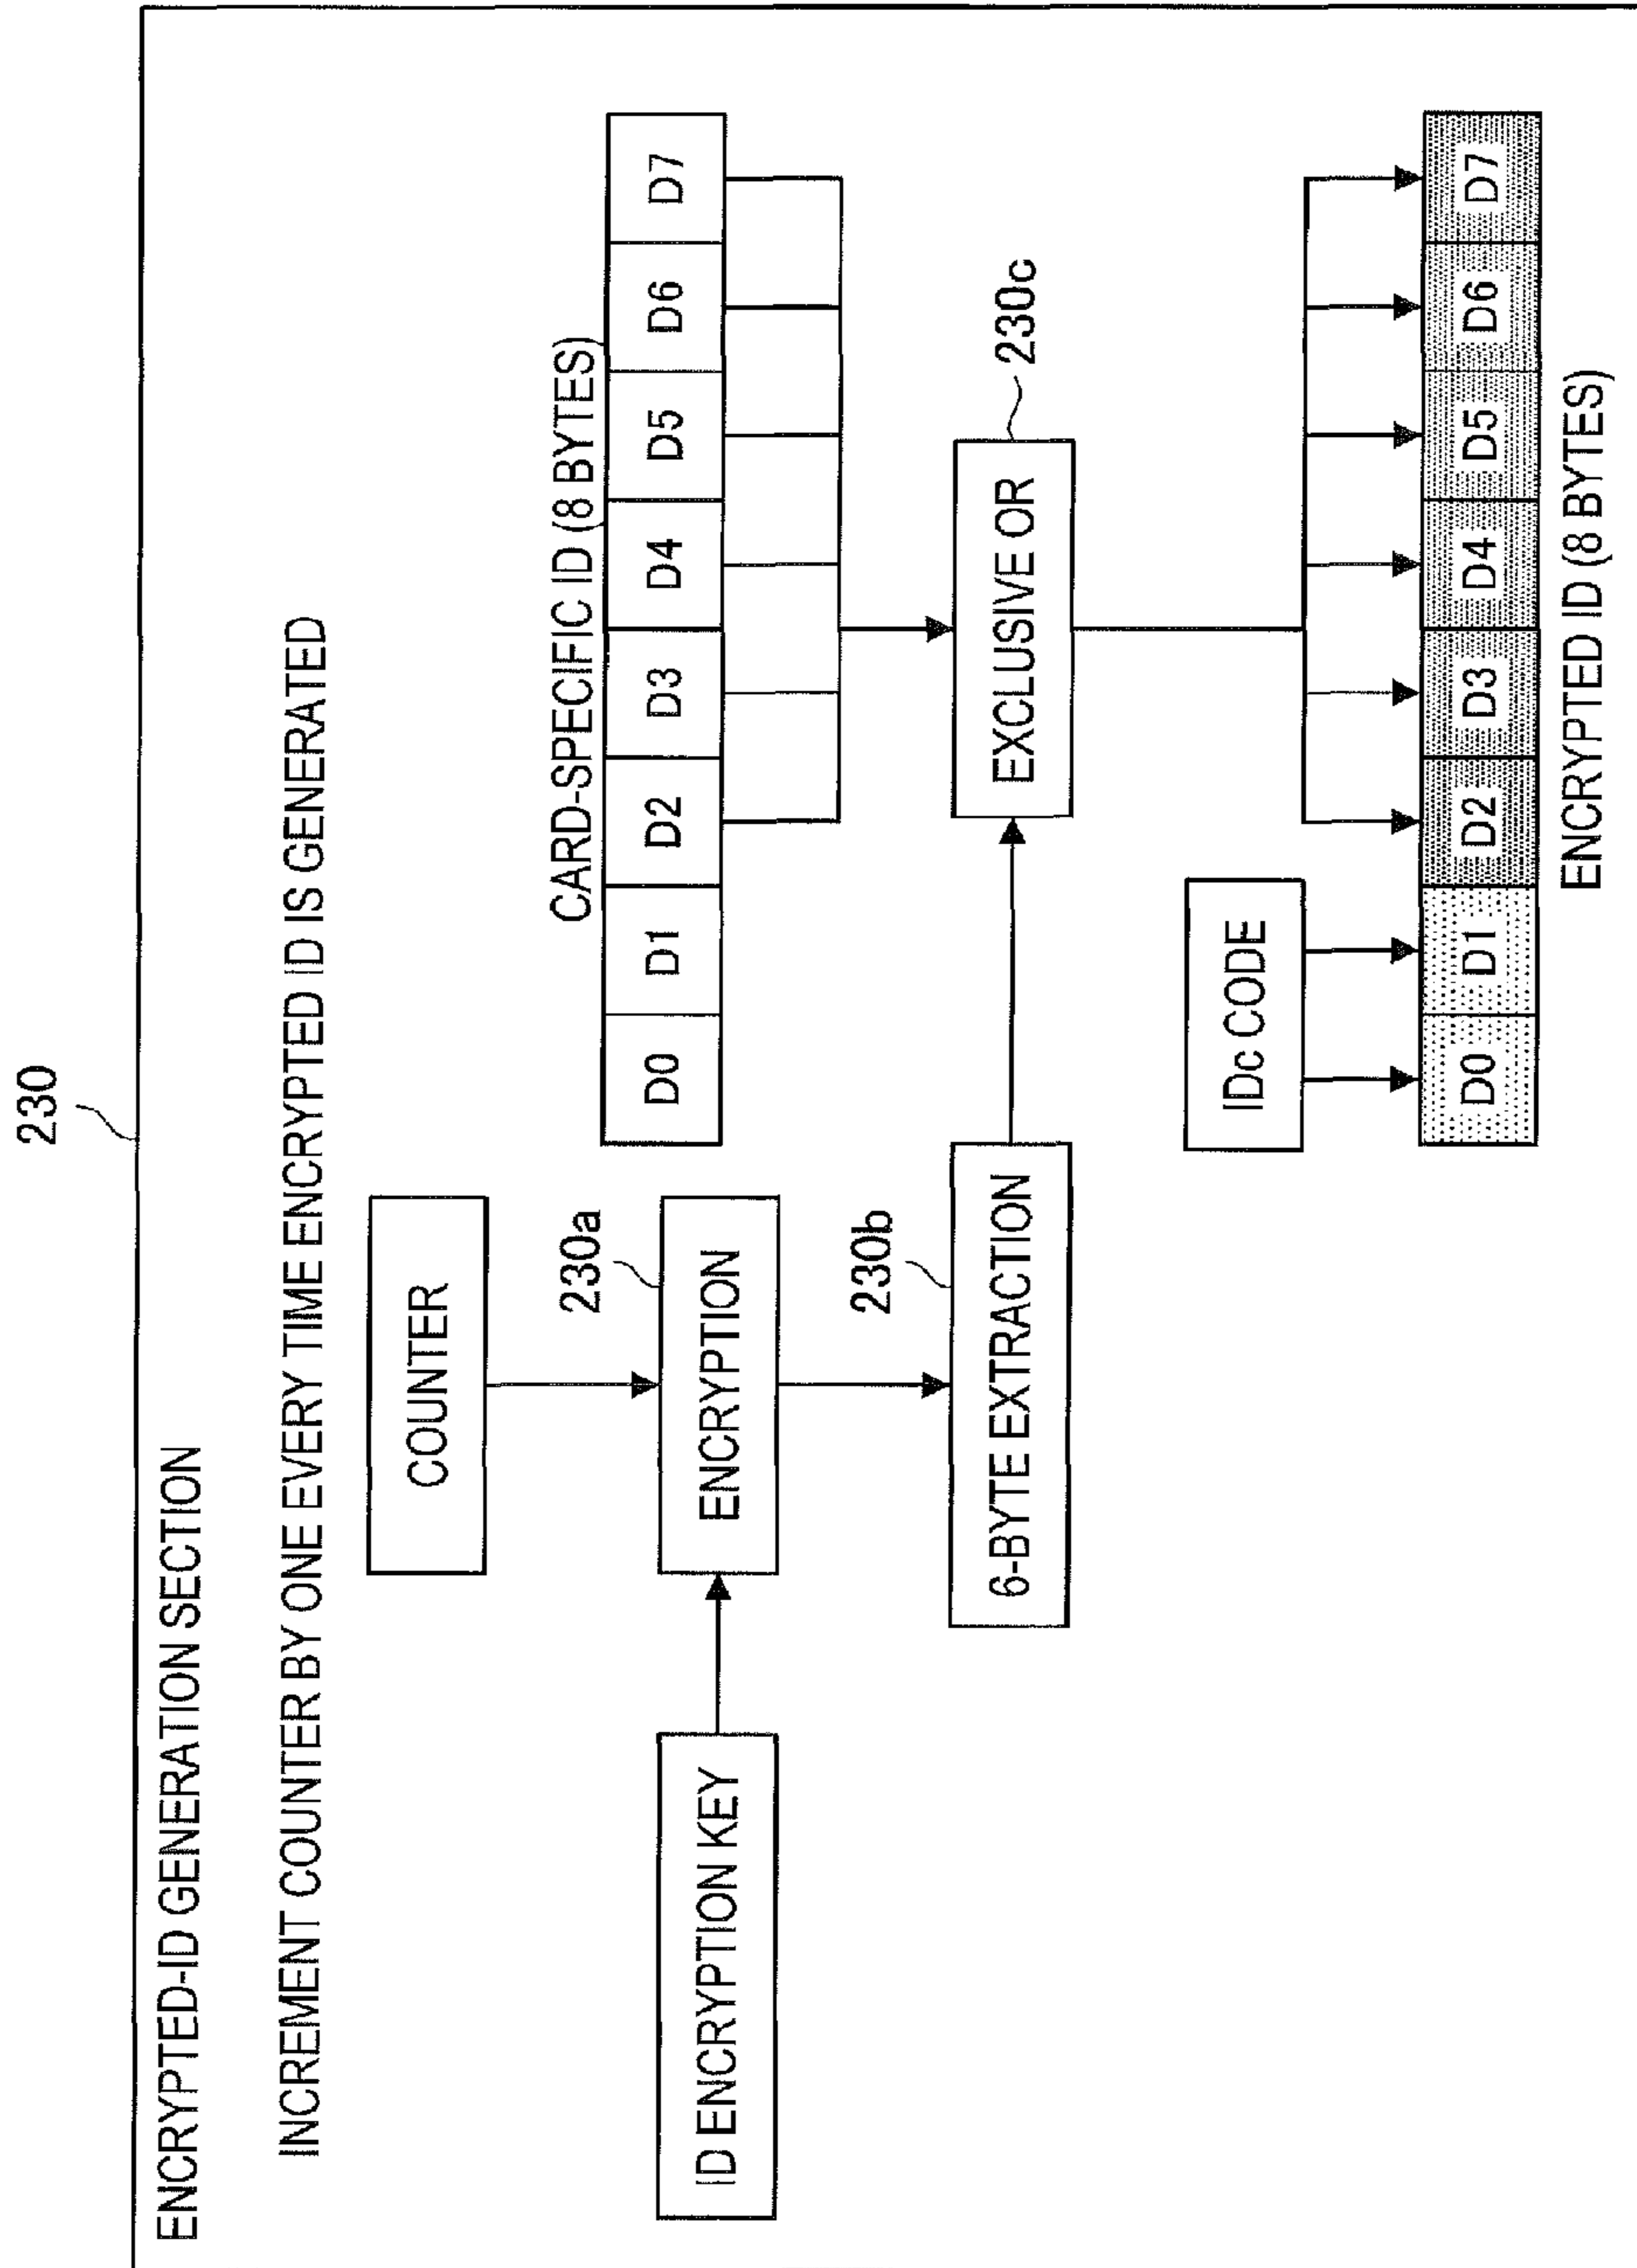 230
ENCRYPTED-ID GENERATION SECTION
INCREMENT COUNTER BY ONE EVERY TIME ENCRYPTED ID IS GENERATED
COUNTER
CARD-SPECIFIC ID (8 BYTES)
230a
D0 D1 D2 D3 D4 D5 D6 D7
ID ENCRYPTION KEY
ENCRYPTION
230b
230c
6-BYTE EXTRACTION
EXCLUSIVE OR
IDc CODE
D0 D1 D2 D3 D4 D5 D6 D7
ENCRYPTED ID (8 BYTES)